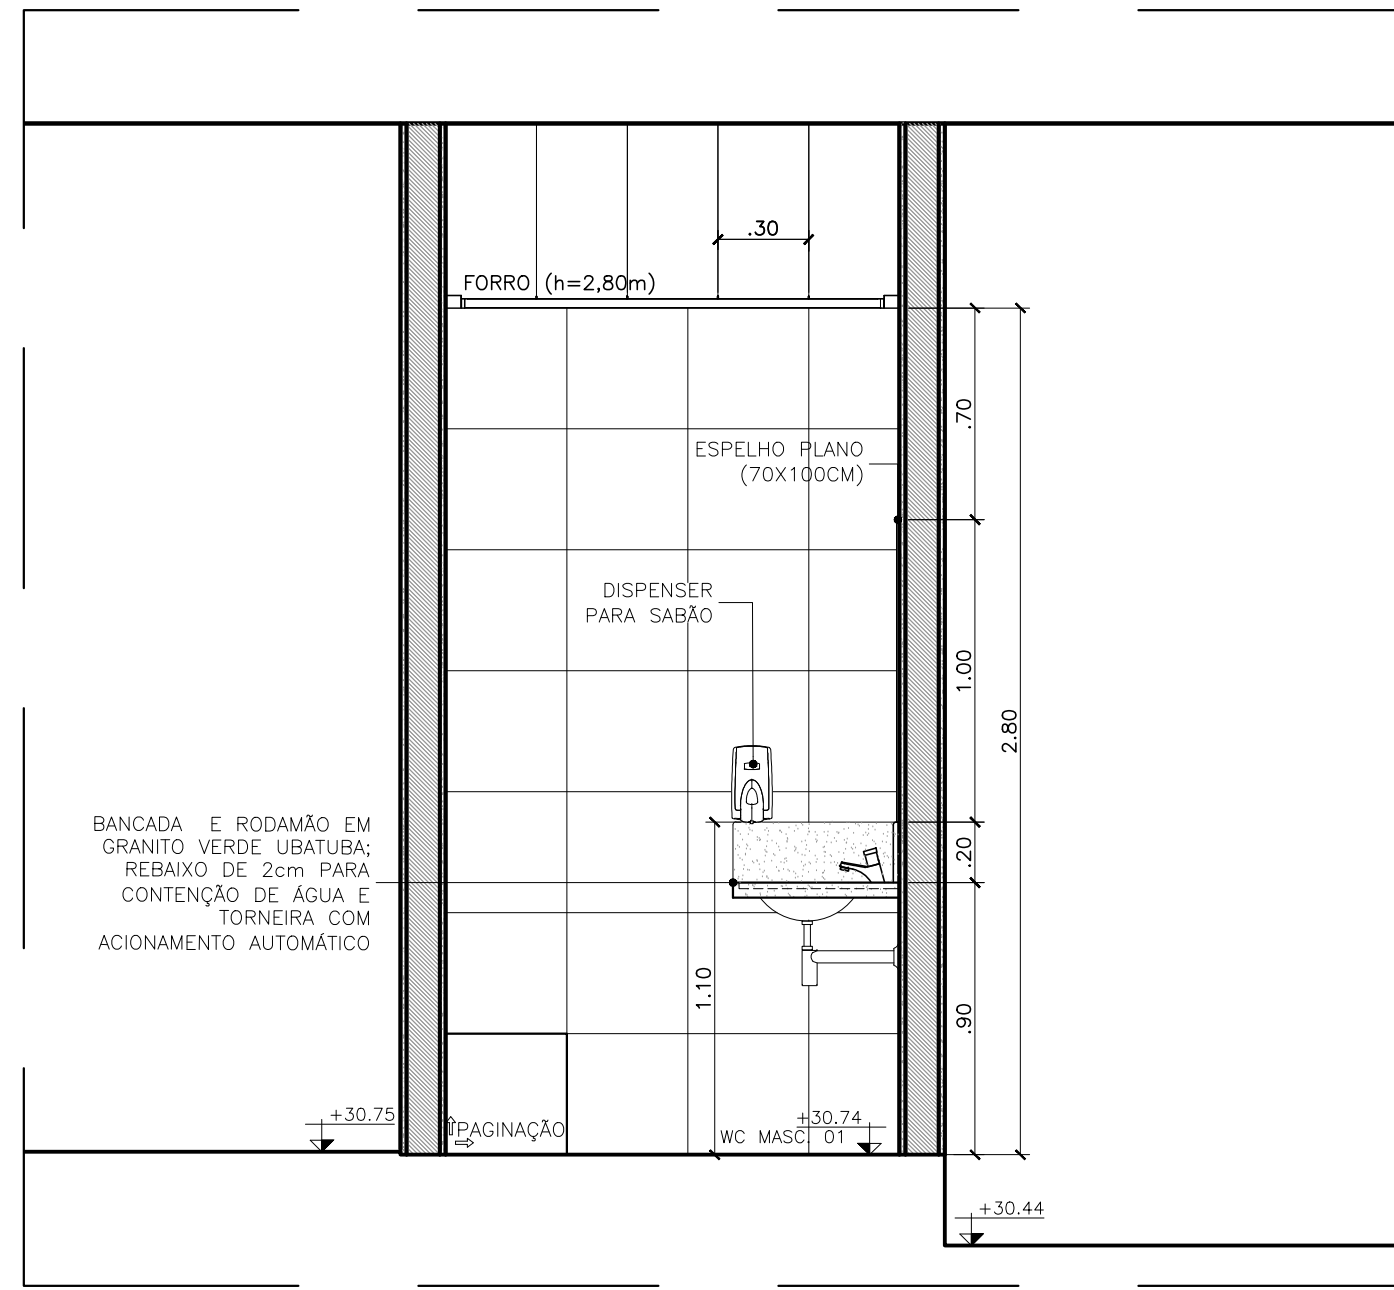 .30
FORRO (h=2,80m)
.70
ESPELHO PLANO
(70X100CM)
DISPENSER
PARA SABÃO
1.00
2.80
BANCADA E RODAMÃO EM
GRANITO VERDE UBATUBA;
REBAIXO DE 2cm PARA
CONTENÇÃO DE ÁGUA E
TORNEIRA COM
ACIONAMENTO AUTOMÁTICO
.20
1.10
.90
+30.75
PAGINAÇÃO
+30.74
WC MASC. 01
+30.44